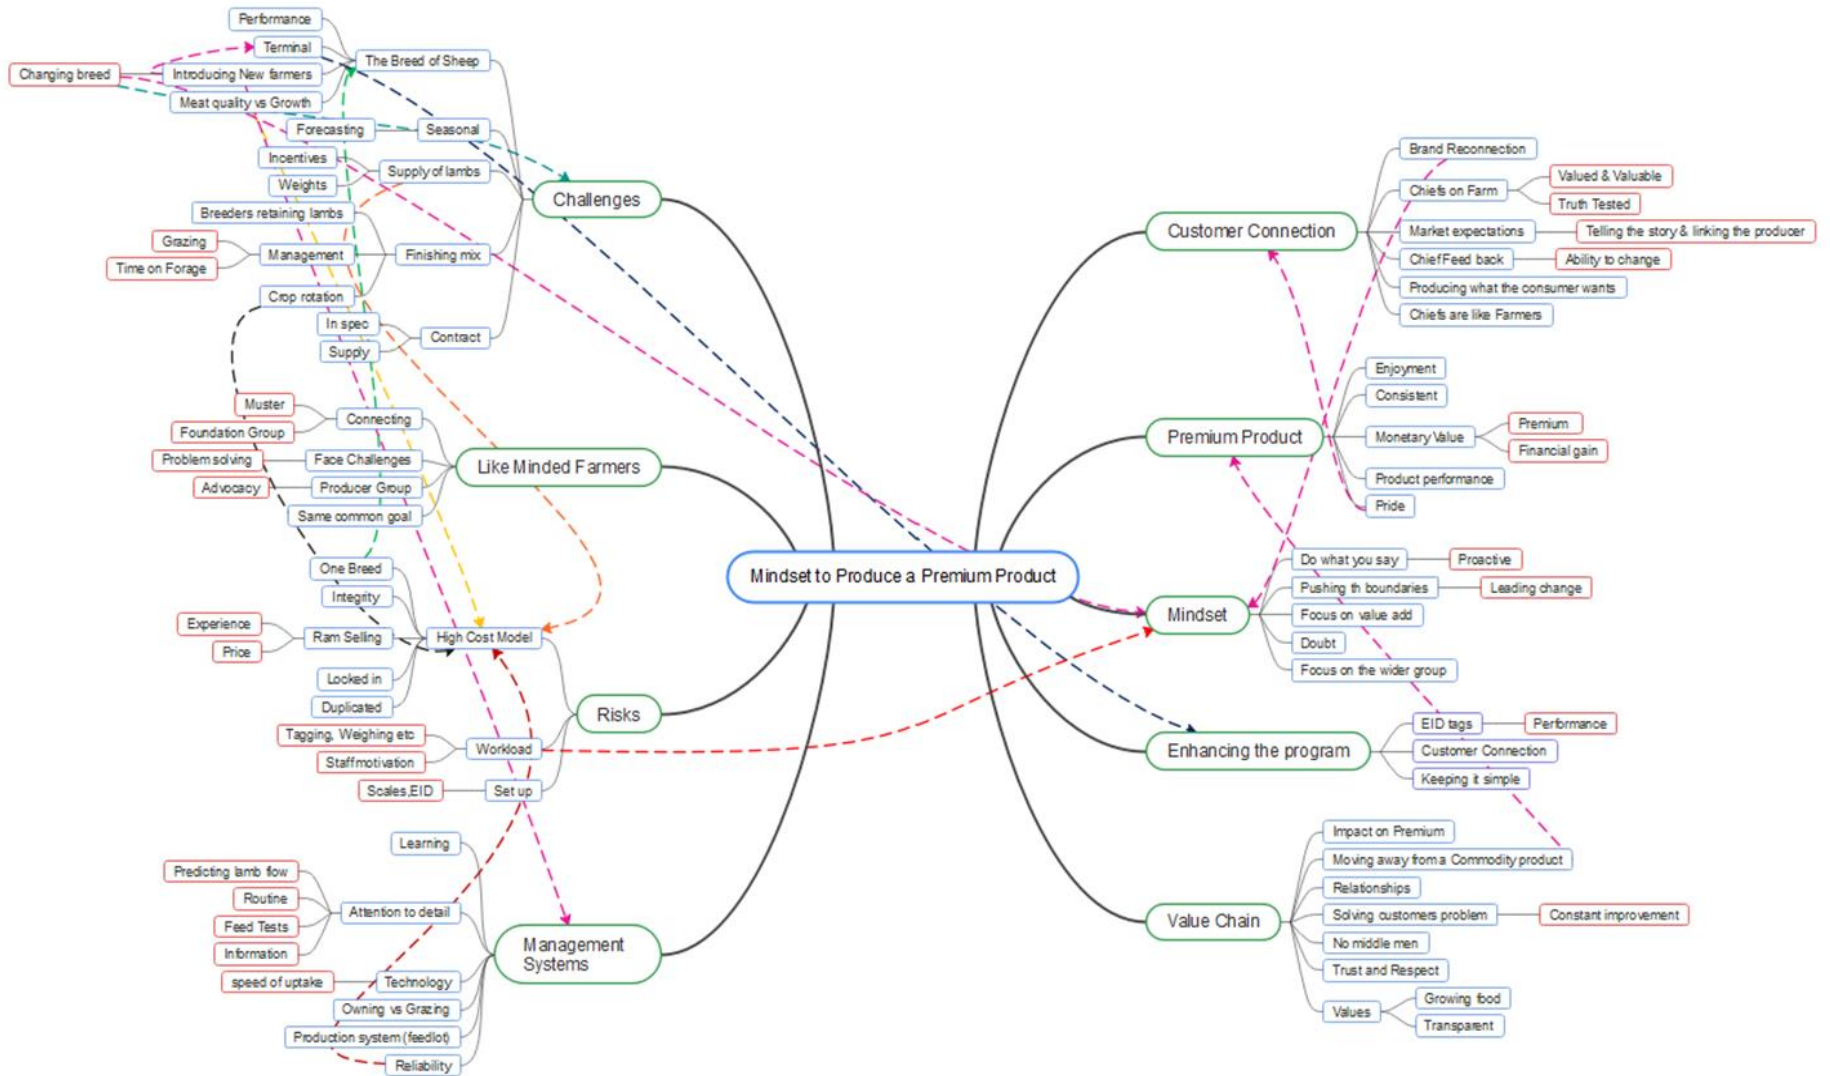 Mindset to Produce a Premium Product
Challenges
The Breed of Sheep
Performance
Terminal
Introducing New farmers
Changing breed
Meat quality vs Growth
Seasonal
Forecasting
Supply of lambs
Incentives
Weights
Finishing mix
Breeders retaining lambs
Management
Grazing
Time on Forage
Crop rotation
Contract
In spec
Supply
Like Minded Farmers
Connecting
Muster
Foundation Group
Face Challenges
Problem solving
Producer Group
Advocacy
Same common goal
Risks
High Cost Model
One Breed
Integrity
Ram Selling
Experience
Price
Locked in
Duplicated
Workload
Tagging, Weighing etc
Staff motivation
Set up
Scales,EID
Management
Systems
Learning
Attention to detail
Predicting lamb flow
Routine
Feed Tests
Information
Technology
speed of uptake
Owning vs Grazing
Production system (feedlot)
Reliability
Customer Connection
Brand Reconnection
Chiefs on Farm
Valued & Valuable
Truth Tested
Market expectations
Telling the story & linking the producer
Chief Feed back
Ability to change
Producing what the consumer wants
Chiefs are like Farmers
Premium Product
Enjoyment
Consistent
Monetary Value
Premium
Financial gain
Product performance
Pride
Mindset
Do what you say
Proactive
Pushing th boundaries
Leading change
Focus on value add
Doubt
Focus on the wider group
Enhancing the program
EID tags
Performance
Customer Connection
Keeping it simple
Value Chain
Impact on Premium
Moving away from a Commodity product
Relationships
Solving customers problem
Constant improvement
No middle men
Trust and Respect
Values
Growing food
Transparent